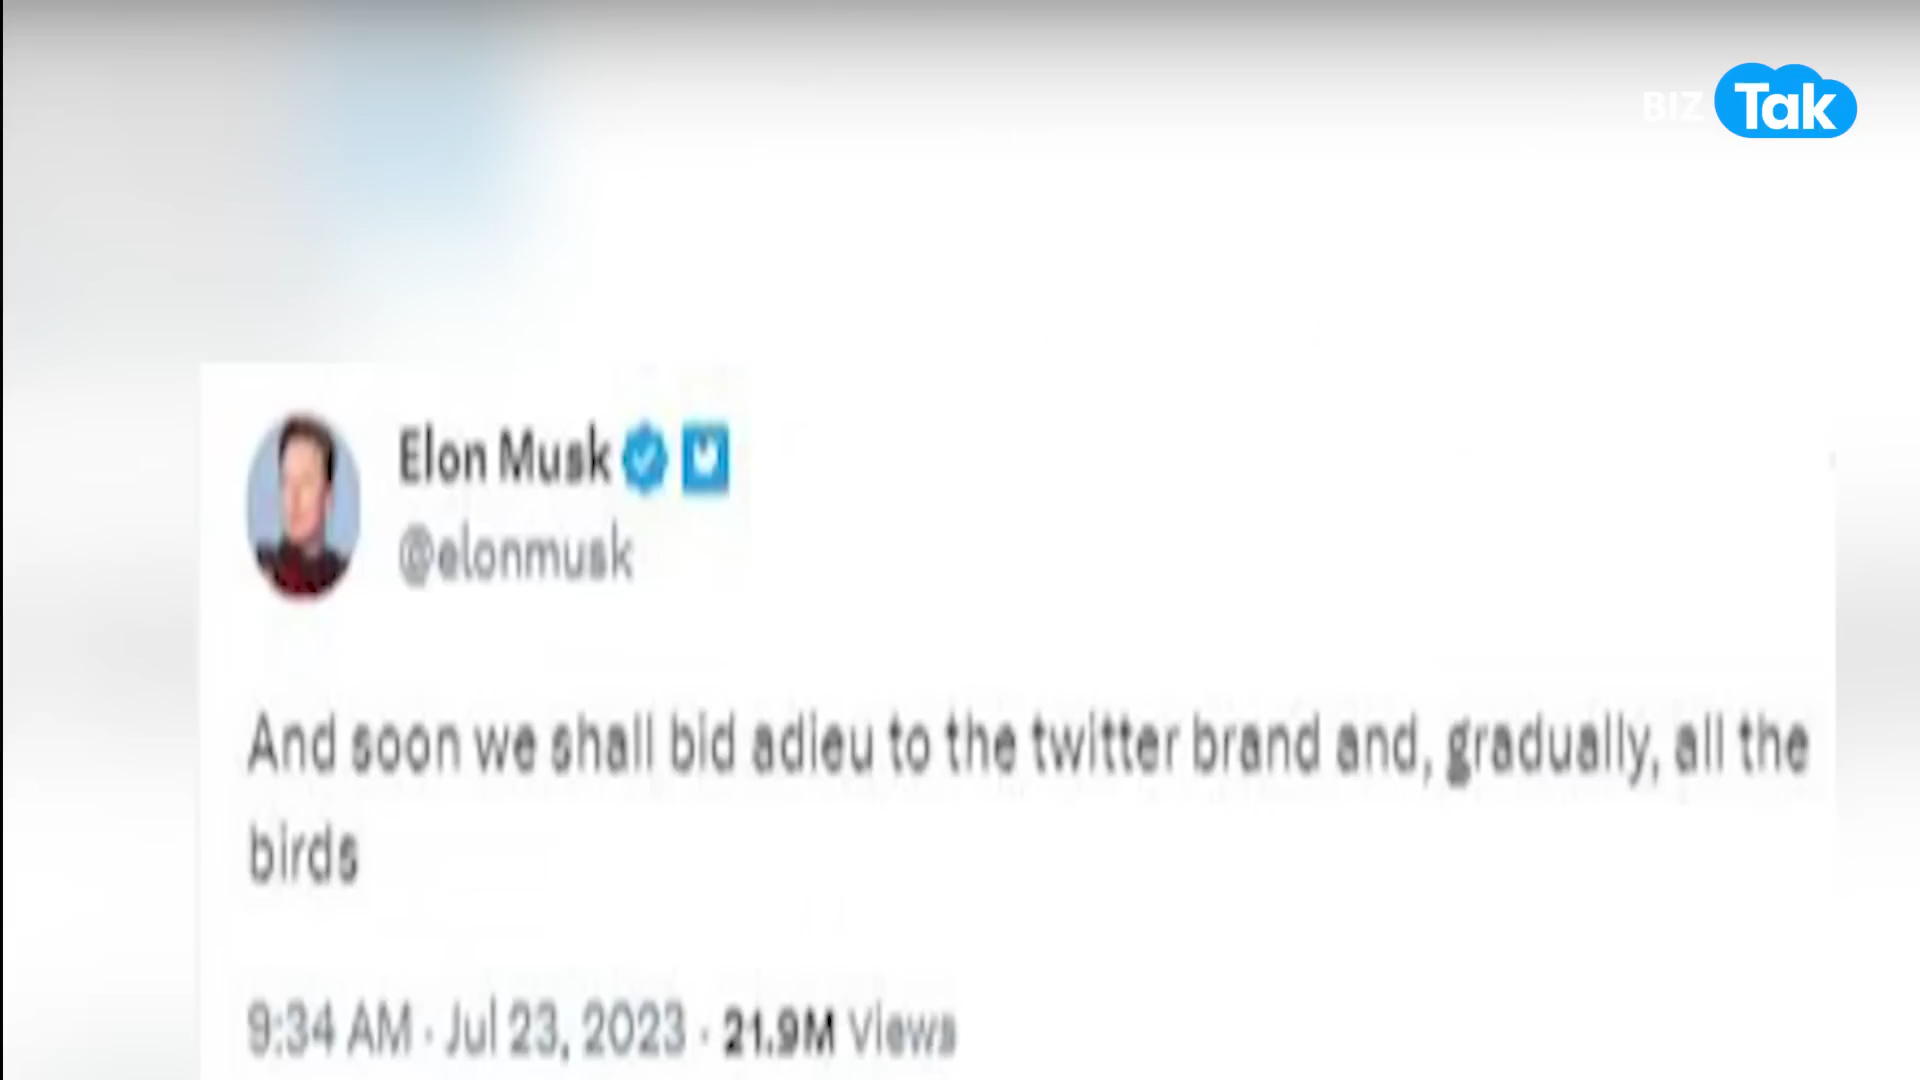 BIZ Tak
Elon Musk
@elonmusk
And soon we shall bid adieu to the twitter brand and, gradually, all the
birds
9:34 AM · Jul 23, 2023 · 21.9M Views